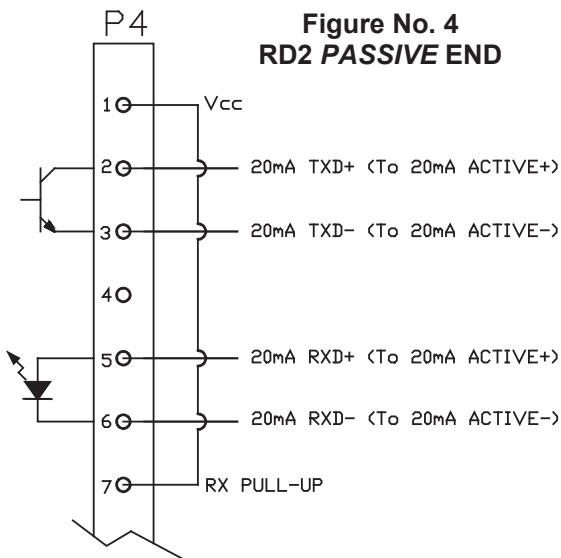 P4
Figure No. 4
RD2 PASSIVE END
1 Vcc
2 20mA TXD+ (To 20mA ACTIVE+)
3 20mA TXD- (To 20mA ACTIVE-)
4
5 20mA RXD+ (To 20mA ACTIVE+)
6 20mA RXD- (To 20mA ACTIVE-)
7 RX PULL-UP